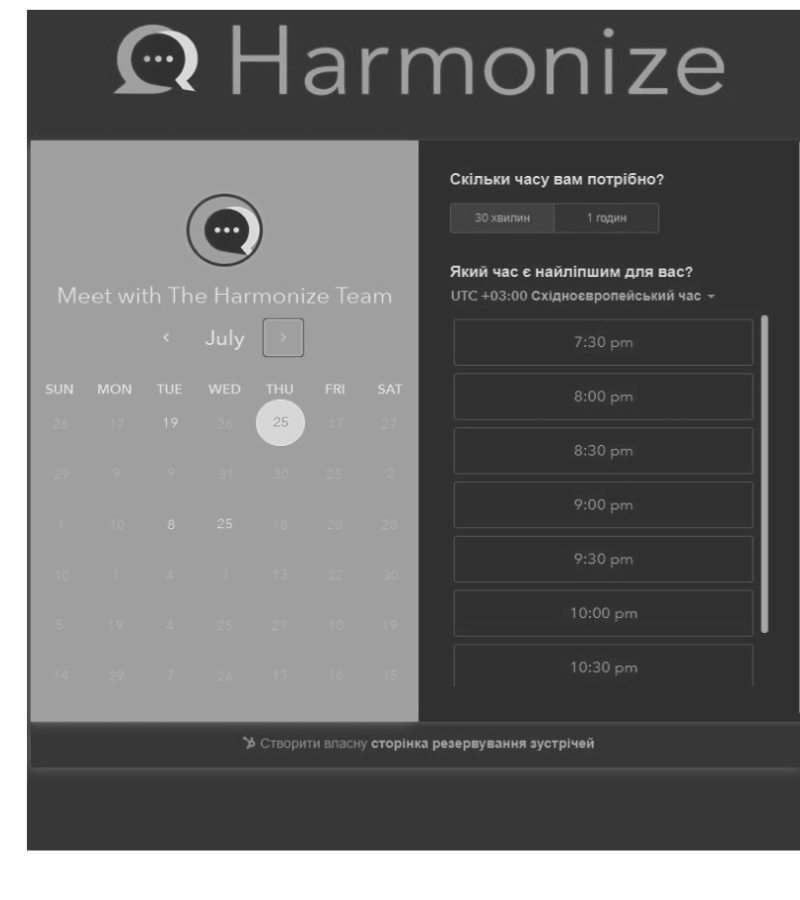 Harmonize
Meet with The Harmonize Team
July
SUN MON TUE WED THU FRI SAT
26 17 19 26 25 17 27
29 9 9 31 30 25 2
1 10 8 25 18 28 28
10 1 4 1 13 22 30
5 19 4 25 27 10 19
14 29 7 26 13 16 15
Скільки часу вам потрібно?
30 хвилин 1 годин
Який час є найліпшим для вас?
UTC +03:00 Східноєвропейський час
7:30 pm
8:00 pm
8:30 pm
9:00 pm
9:30 pm
10:00 pm
10:30 pm
Створити власну сторінка резервування зустрічей